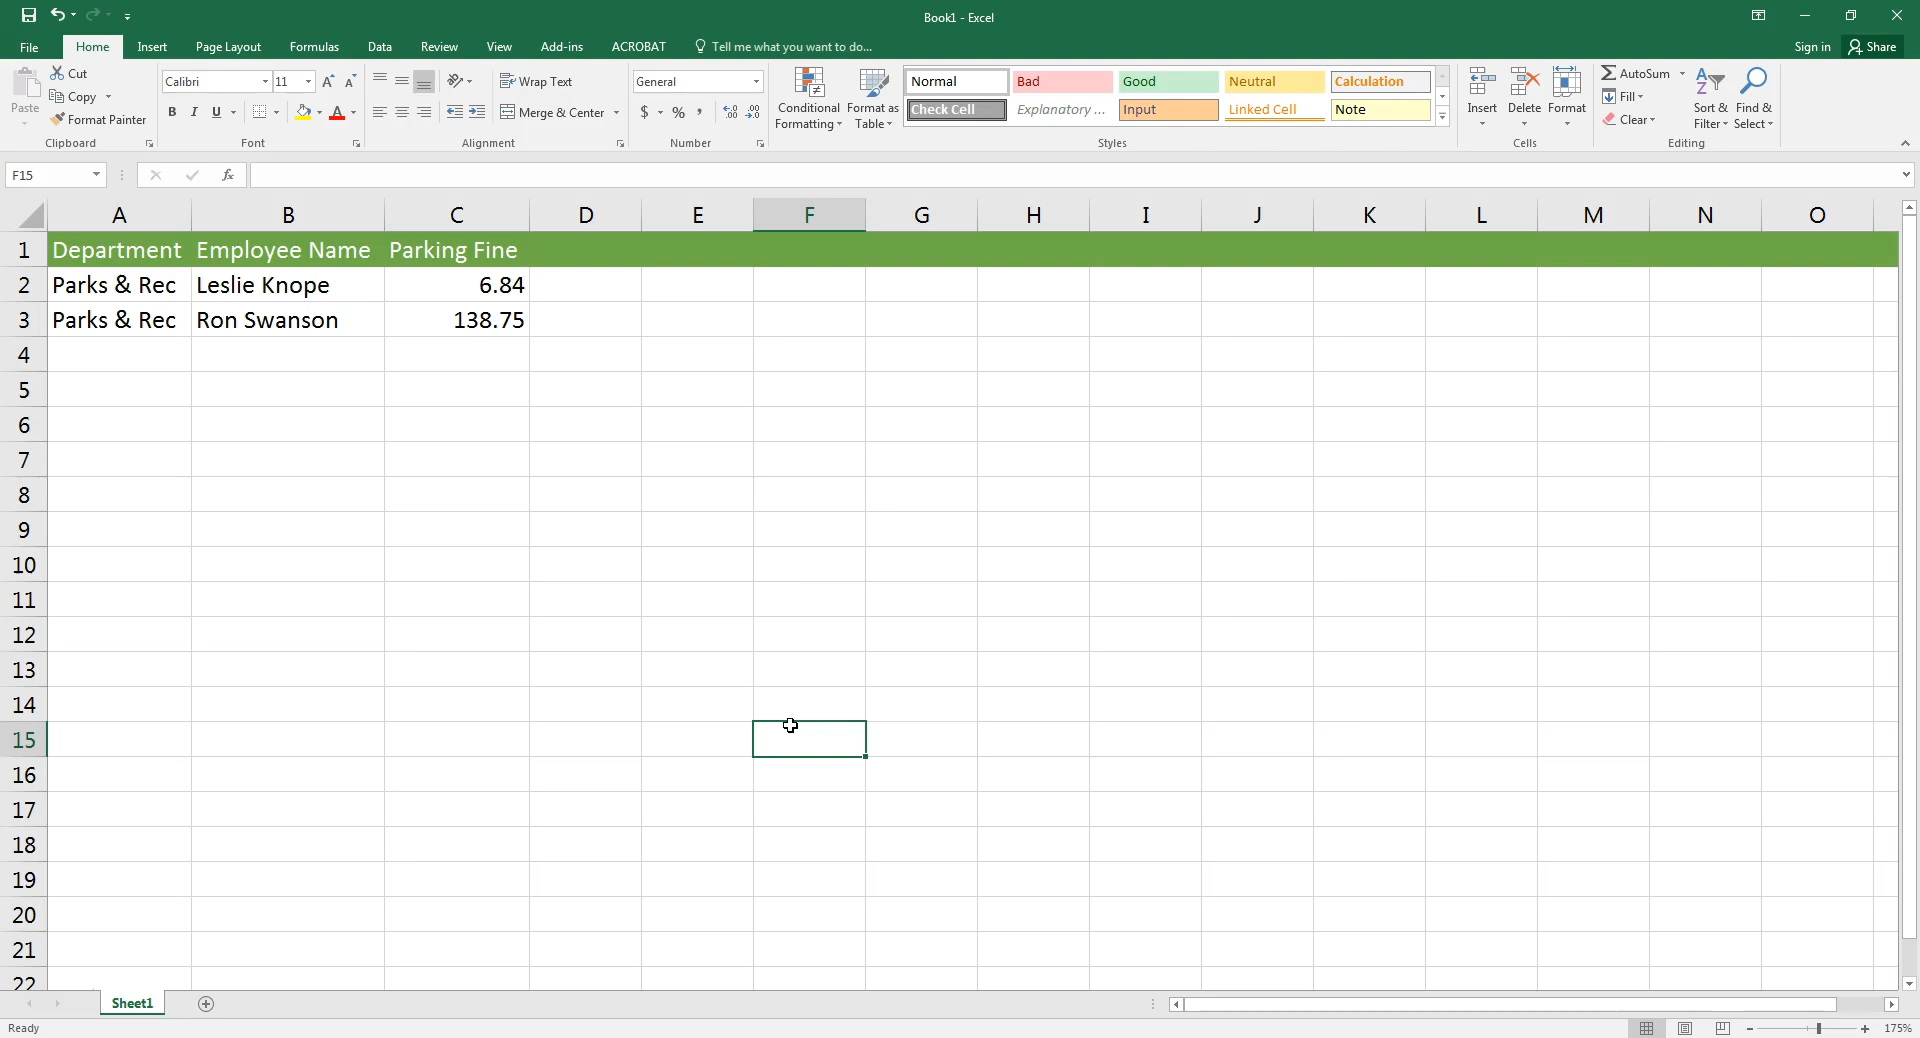 Book1 - Excel
File Home Insert Page Layout Formulas Data Review View Add-ins ACROBAT Tell me what you want to do... Sign in Share
Paste
Cut
Copy
Format Painter
Clipboard
Calibri 11 A A
B I U A
Font
Wrap Text
Merge & Center
Alignment
General
$ % ,
Number
Conditional Formatting
Format as Table
Normal Bad Good Neutral Calculation
Check Cell Explanatory ... Input Linked Cell Note
Styles
Insert Delete Format
Cells
AutoSum
Fill
Clear
Sort & Filter
Find & Select
Editing
F15 fx
A B C D E F G H I J K L M N O
1 Department Employee Name Parking Fine
2 Parks & Rec Leslie Knope 6.84
3 Parks & Rec Ron Swanson 138.75
4
5
6
7
8
9
10
11
12
13
14
15
16
17
18
19
20
21
22
Sheet1
Ready 175%